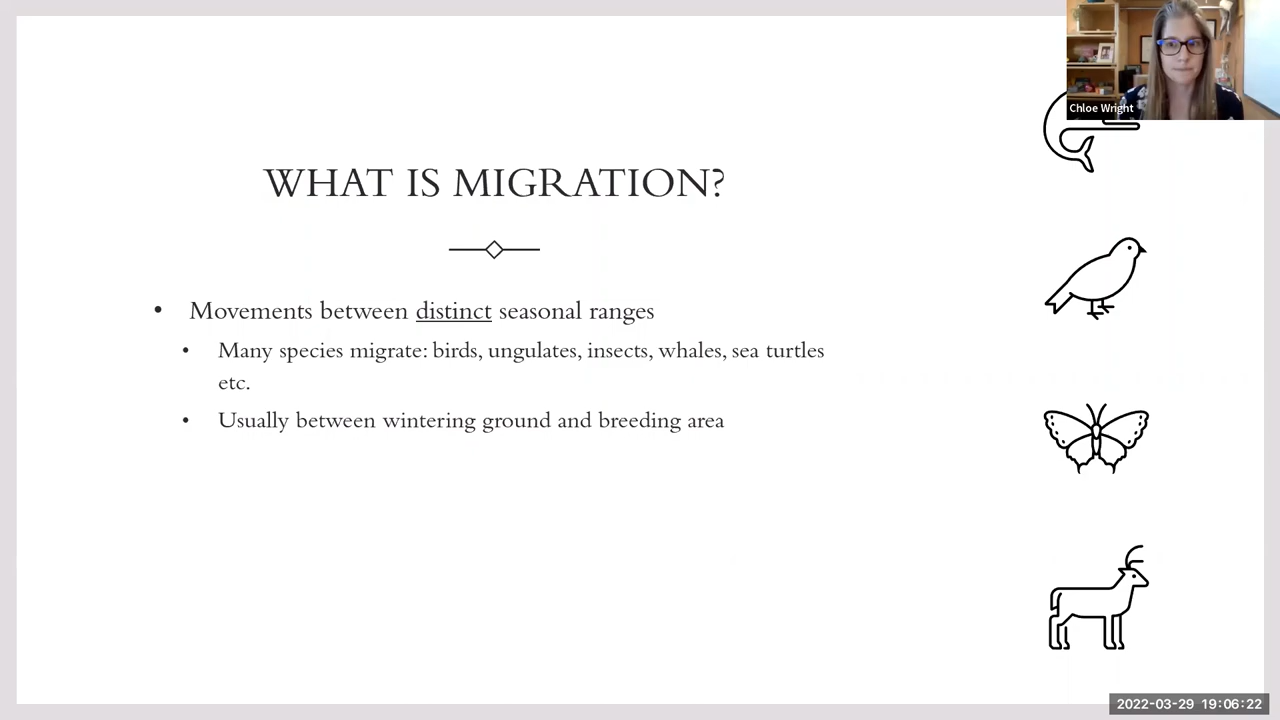 Chloe Wright
WHAT IS MIGRATION?
• Movements between distinct seasonal ranges
• Many species migrate: birds, ungulates, insects, whales, sea turtles
etc.
• Usually between wintering ground and breeding area
2022-03-29 19:06:22